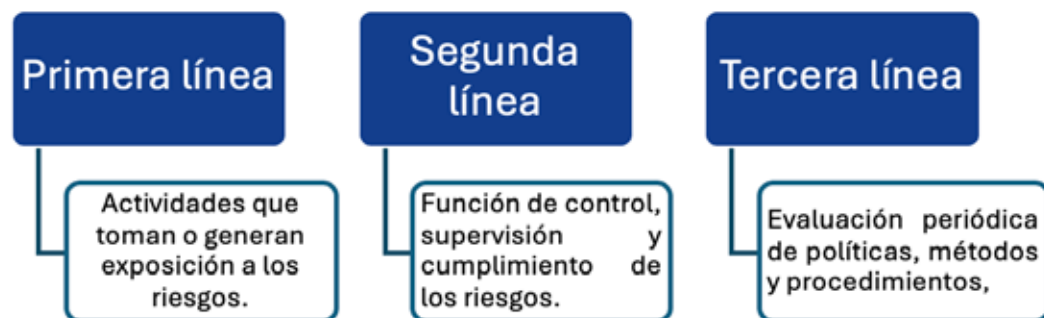 Primera línea
Actividades que
toman o generan
exposición a los
riesgos.
Segunda
línea
Función de control,
supervisión y
cumplimiento de
los riesgos.
Tercera línea
Evaluación periódica
de políticas, métodos
y procedimientos,